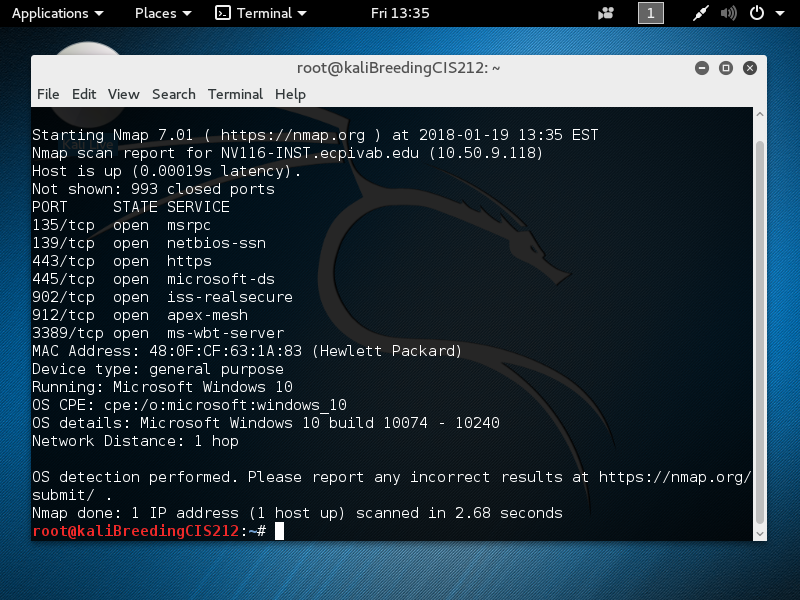 Applications Places Terminal Fri 13:35 1
root@kaliBreedingCIS212: ~
File Edit View Search Terminal Help
Starting Nmap 7.01 ( https://nmap.org ) at 2018-01-19 13:35 EST
Nmap scan report for NV116-INST.ecpivab.edu (10.50.9.118)
Host is up (0.00019s latency).
Not shown: 993 closed ports
PORT     STATE SERVICE
135/tcp  open  msrpc
139/tcp  open  netbios-ssn
443/tcp  open  https
445/tcp  open  microsoft-ds
902/tcp  open  iss-realsecure
912/tcp  open  apex-mesh
3389/tcp open  ms-wbt-server
MAC Address: 48:0F:CF:63:1A:83 (Hewlett Packard)
Device type: general purpose
Running: Microsoft Windows 10
OS CPE: cpe:/o:microsoft:windows_10
OS details: Microsoft Windows 10 build 10074 - 10240
Network Distance: 1 hop
OS detection performed. Please report any incorrect results at https://nmap.org/
submit/ .
Nmap done: 1 IP address (1 host up) scanned in 2.68 seconds
root@kaliBreedingCIS212:~#